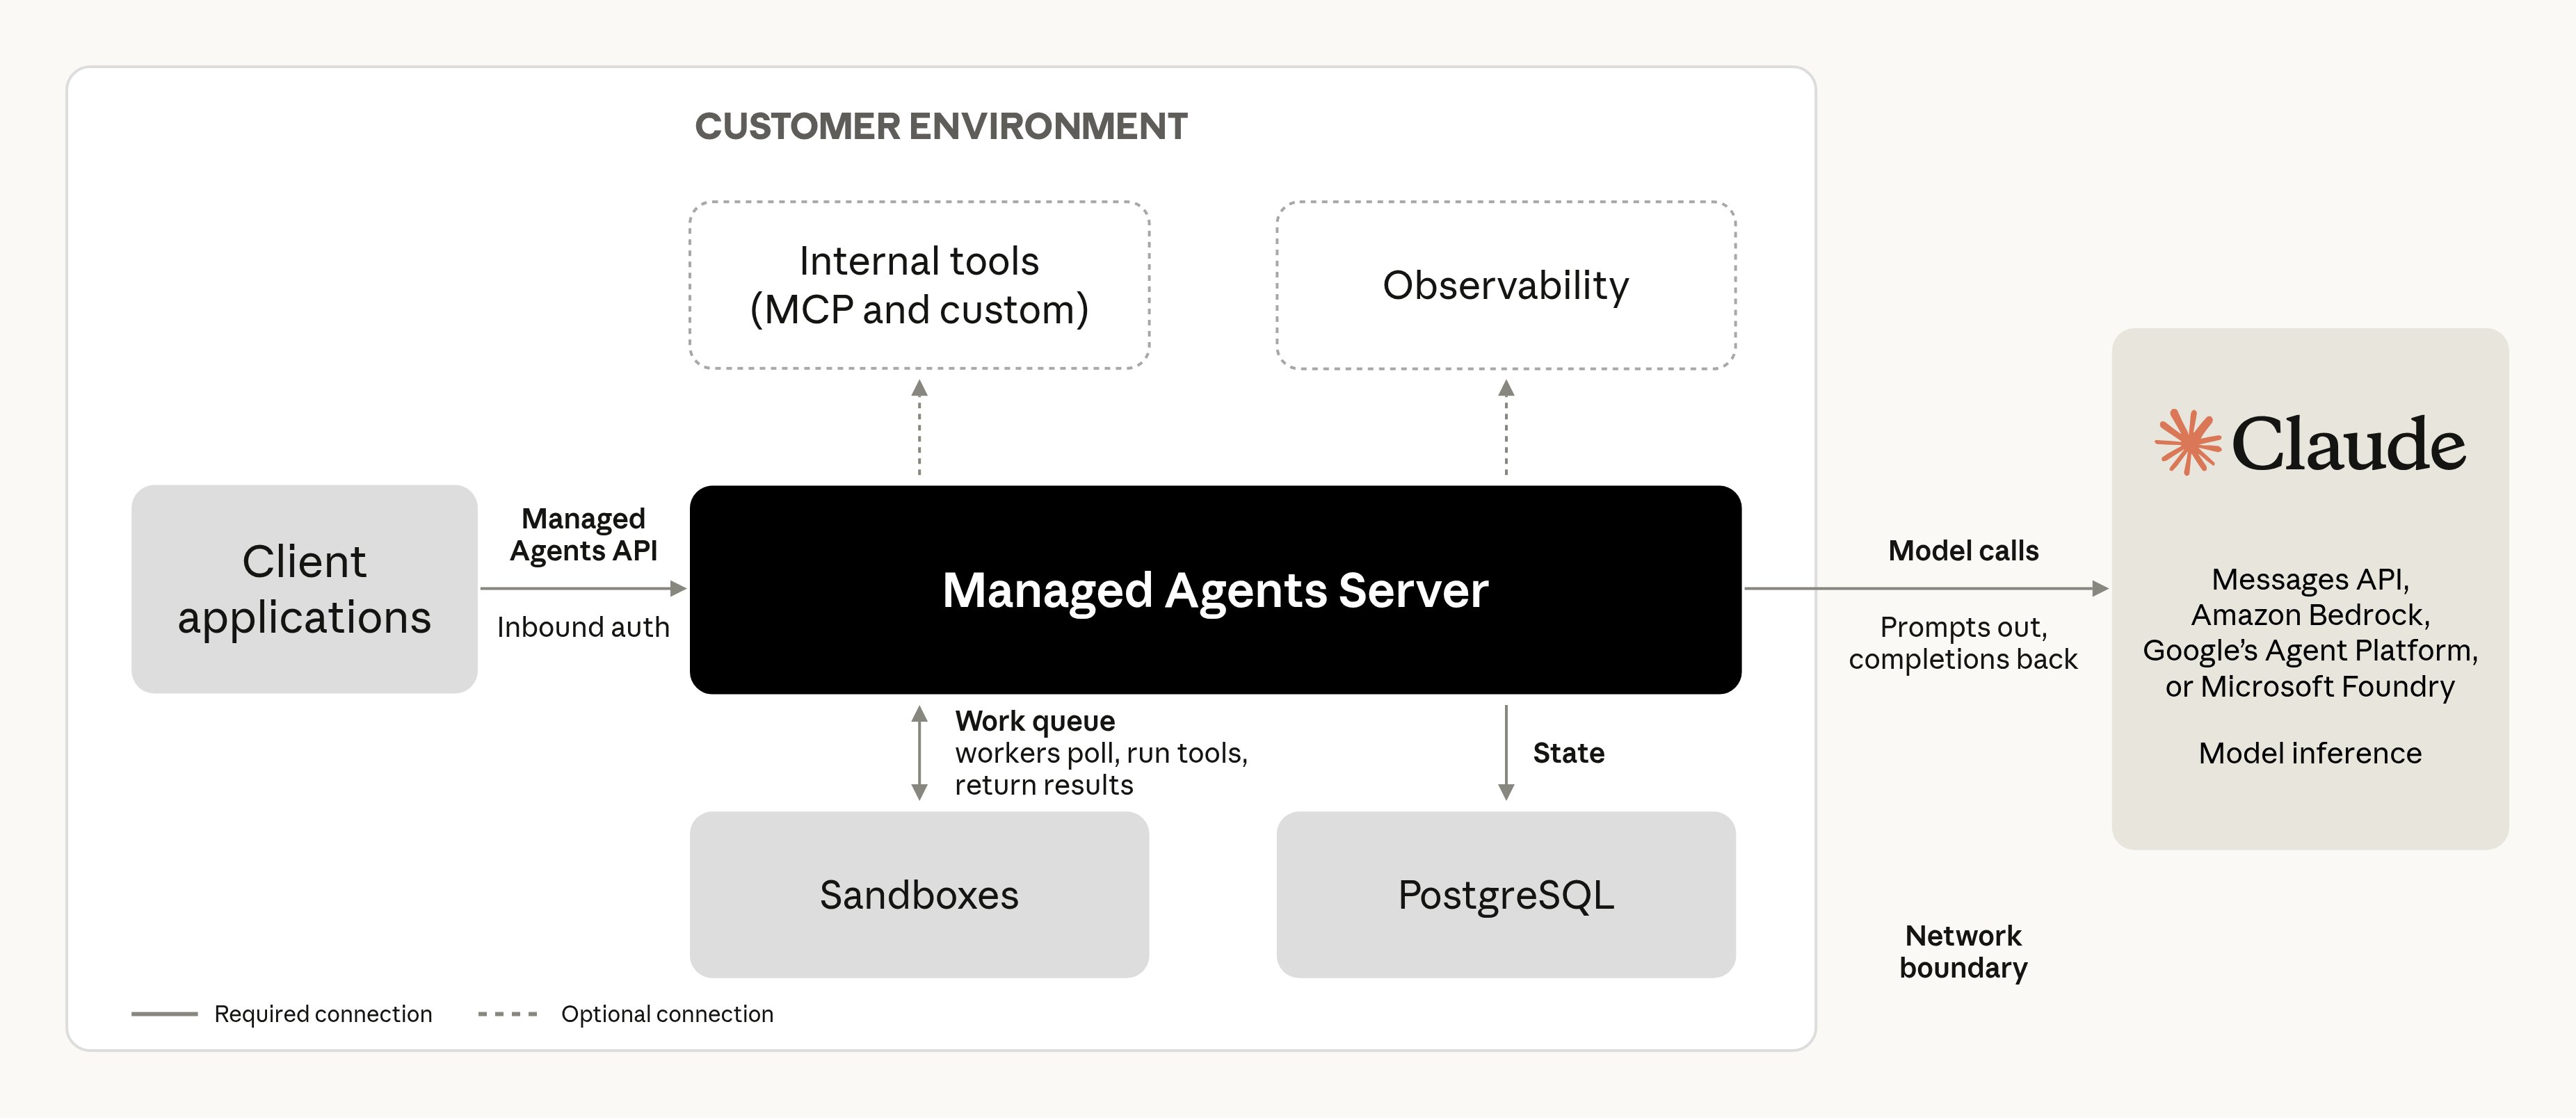 CUSTOMER ENVIRONMENT
Internal tools
(MCP and custom)
Observability
Client
applications
Managed
Agents API
Inbound auth
Managed Agents Server
Model calls
Prompts out,
completions back
Claude
Messages API,
Amazon Bedrock,
Google’s Agent Platform,
or Microsoft Foundry
Model inference
Work queue
workers poll, run tools,
return results
State
Sandboxes
PostgreSQL
Network
boundary
Required connection
Optional connection